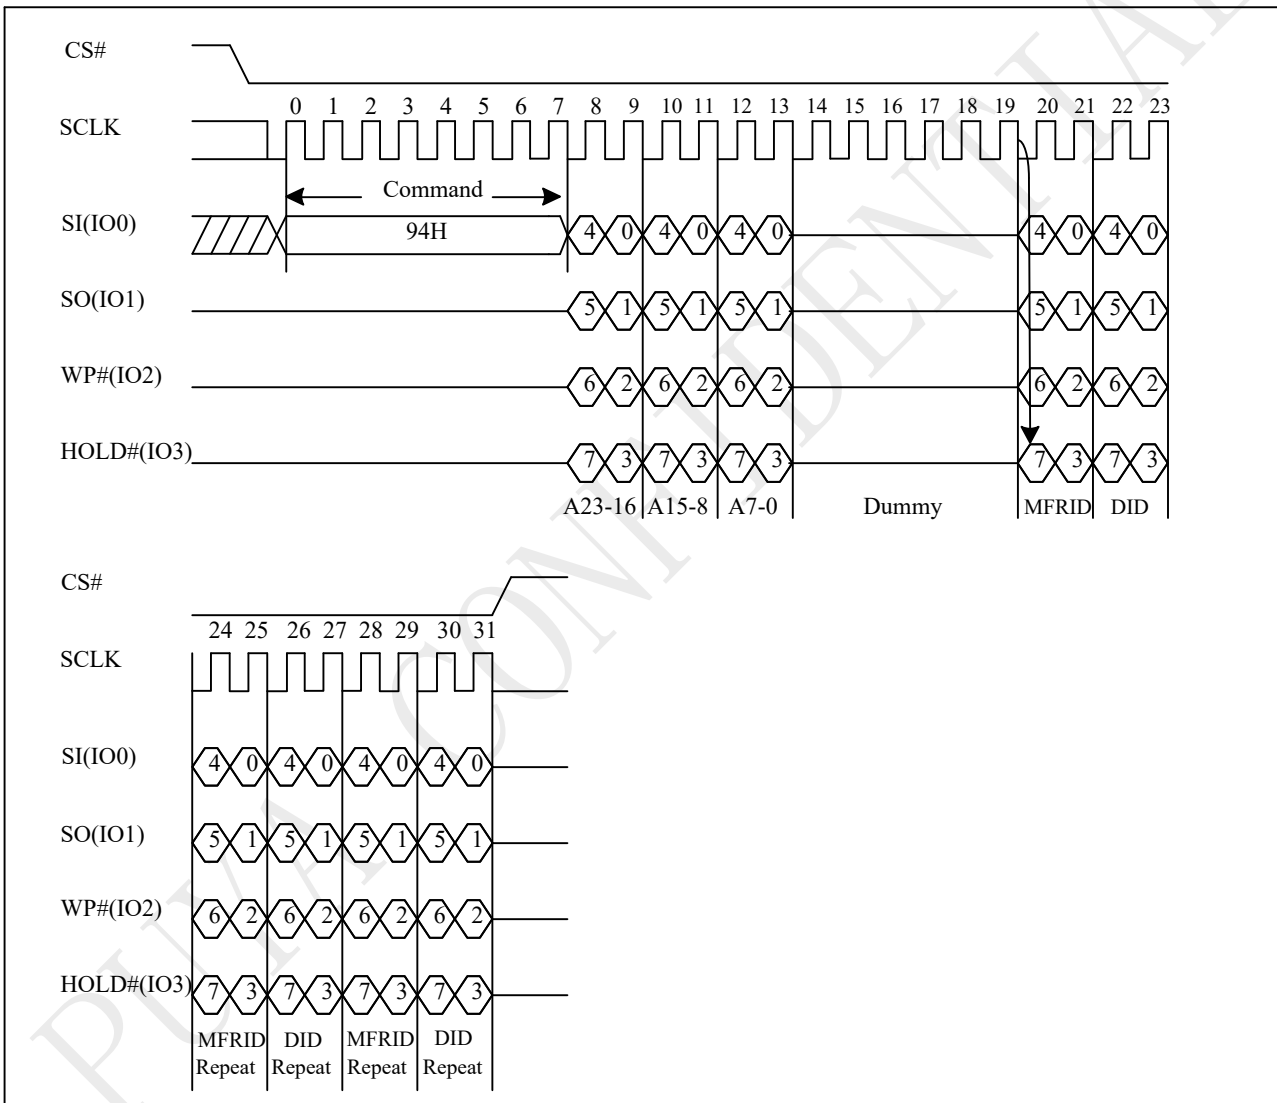 CS#
0 1 2 3 4 5 6 7 8 9 10 11 12 13 14 15 16 17 18 19 20 21 22 23
SCLK
Command
SI(IO0) 94H 4 0 4 0 4 0 4 0 4 0
SO(IO1) 5 1 5 1 5 1 5 1 5 1
WP#(IO2) 6 2 6 2 6 2 6 2 6 2
HOLD#(IO3) 7 3 7 3 7 3 7 3 7 3
A23-16 A15-8 A7-0 Dummy MFRID DID
CS#
24 25 26 27 28 29 30 31
SCLK
SI(IO0) 4 0 4 0 4 0 4 0
SO(IO1) 5 1 5 1 5 1 5 1
WP#(IO2) 6 2 6 2 6 2 6 2
HOLD#(IO3) 7 3 7 3 7 3 7 3
MFRID DID MFRID DID
Repeat Repeat Repeat Repeat
PUYA CONFIDENTIAL